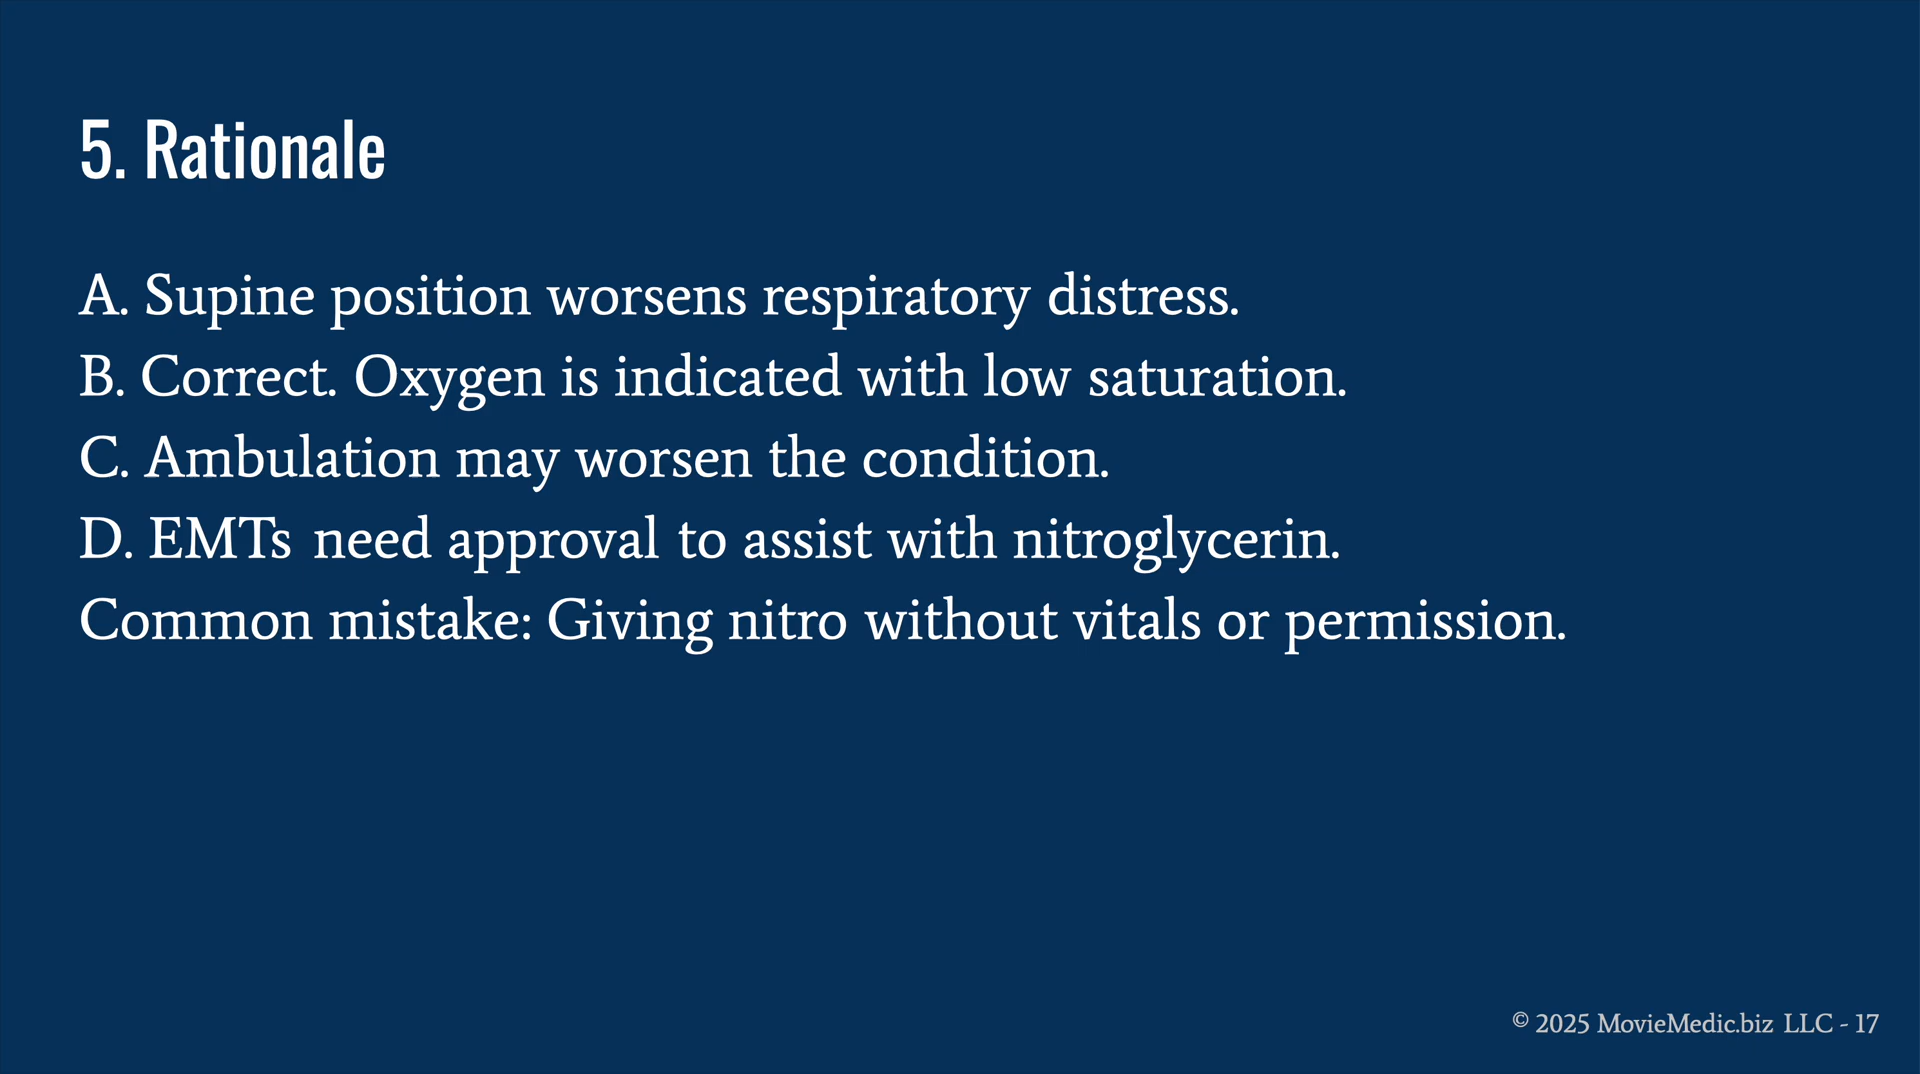 5. Rationale
A. Supine position worsens respiratory distress.
B. Correct. Oxygen is indicated with low saturation.
C. Ambulation may worsen the condition.
D. EMTs need approval to assist with nitroglycerin.
Common mistake: Giving nitro without vitals or permission.
© 2025 MovieMedic.biz LLC - 17